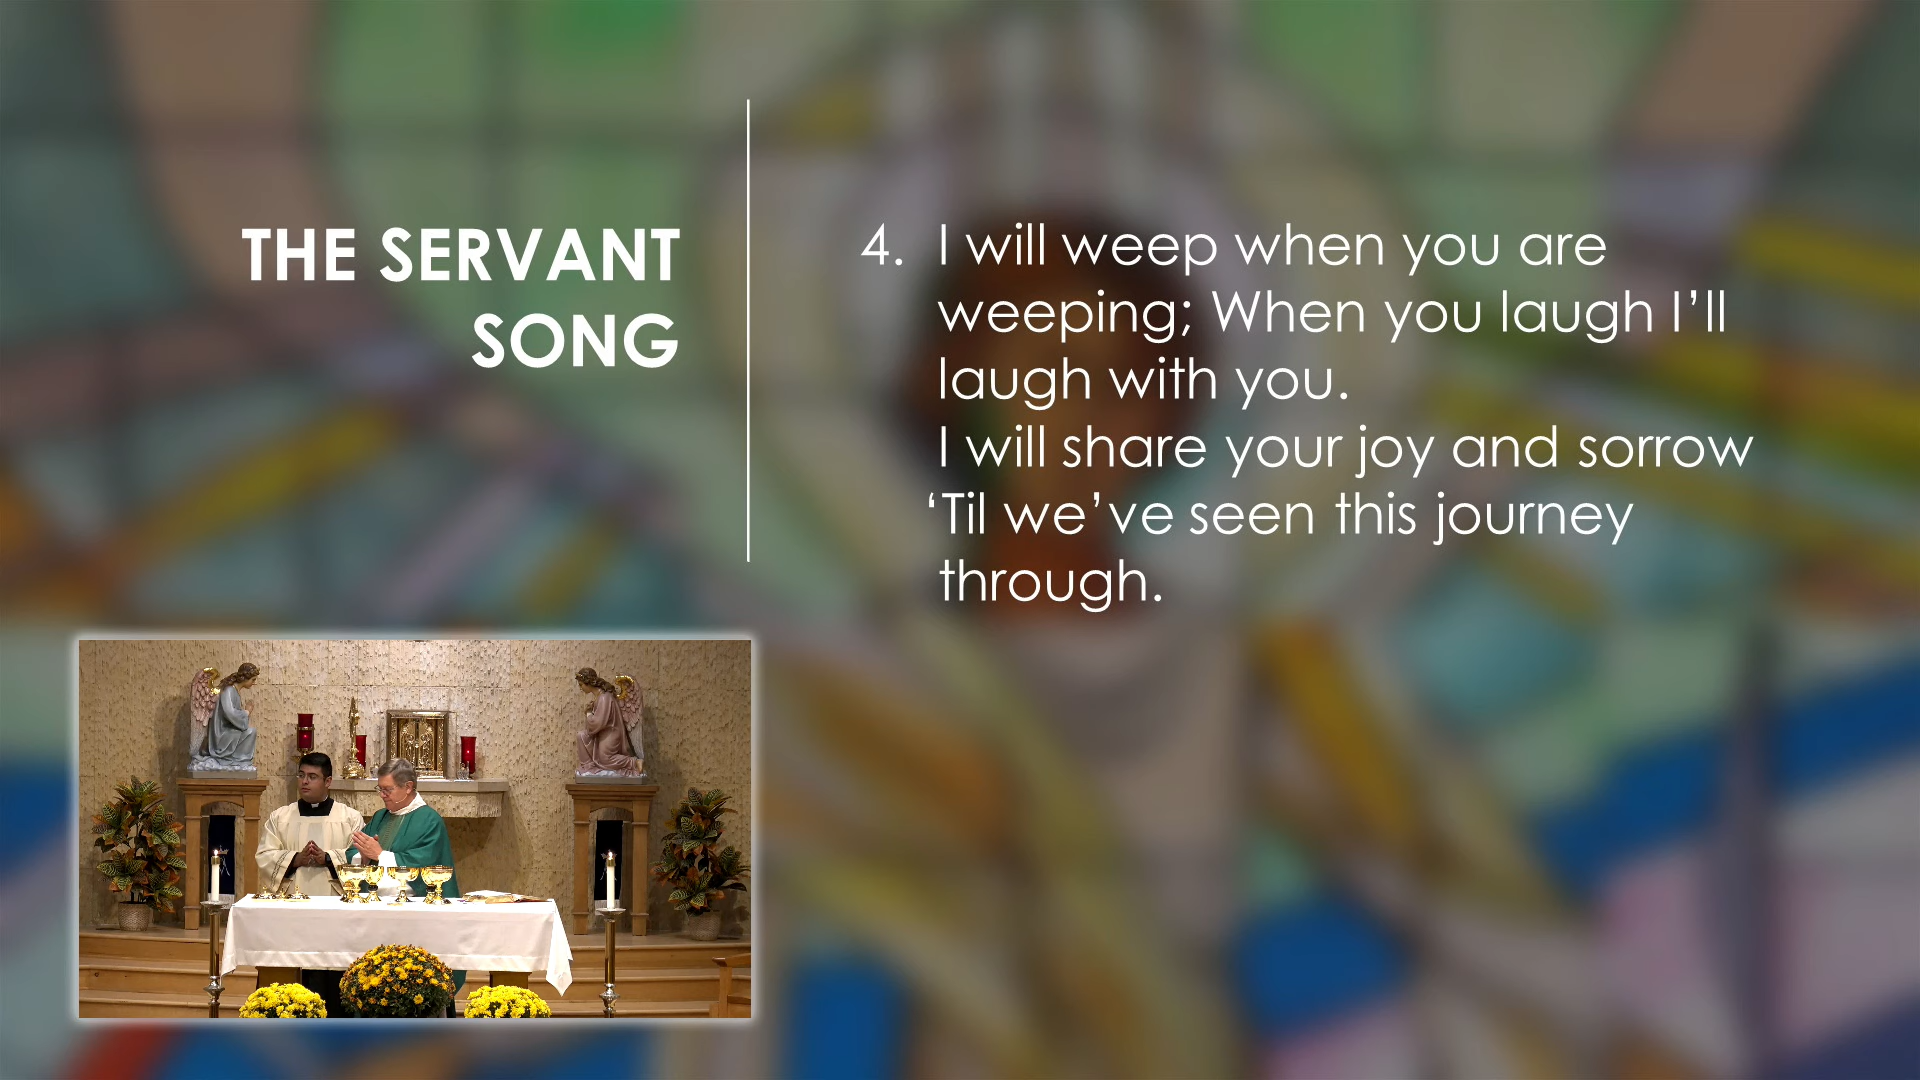 THE SERVANT
SONG
4. I will weep when you are
weeping; When you laugh I’ll
laugh with you.
I will share your joy and sorrow
‘Til we’ve seen this journey
through.